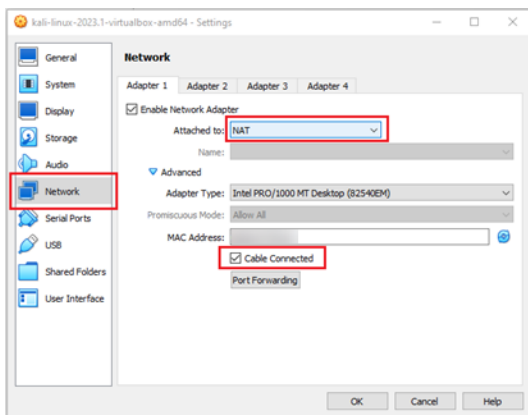 kali-linux-2023.1-virtualbox-amd64 - Settings
General
System
Display
Storage
Audio
Network
Serial Ports
USB
Shared Folders
User Interface
Network
Adapter 1 Adapter 2 Adapter 3 Adapter 4
Enable Network Adapter
Attached to: NAT
Name:
Advanced
Adapter Type: Intel PRO/1000 MT Desktop (82540EM)
Promiscuous Mode: Allow All
MAC Address:
Cable Connected
Port Forwarding
OK Cancel Help